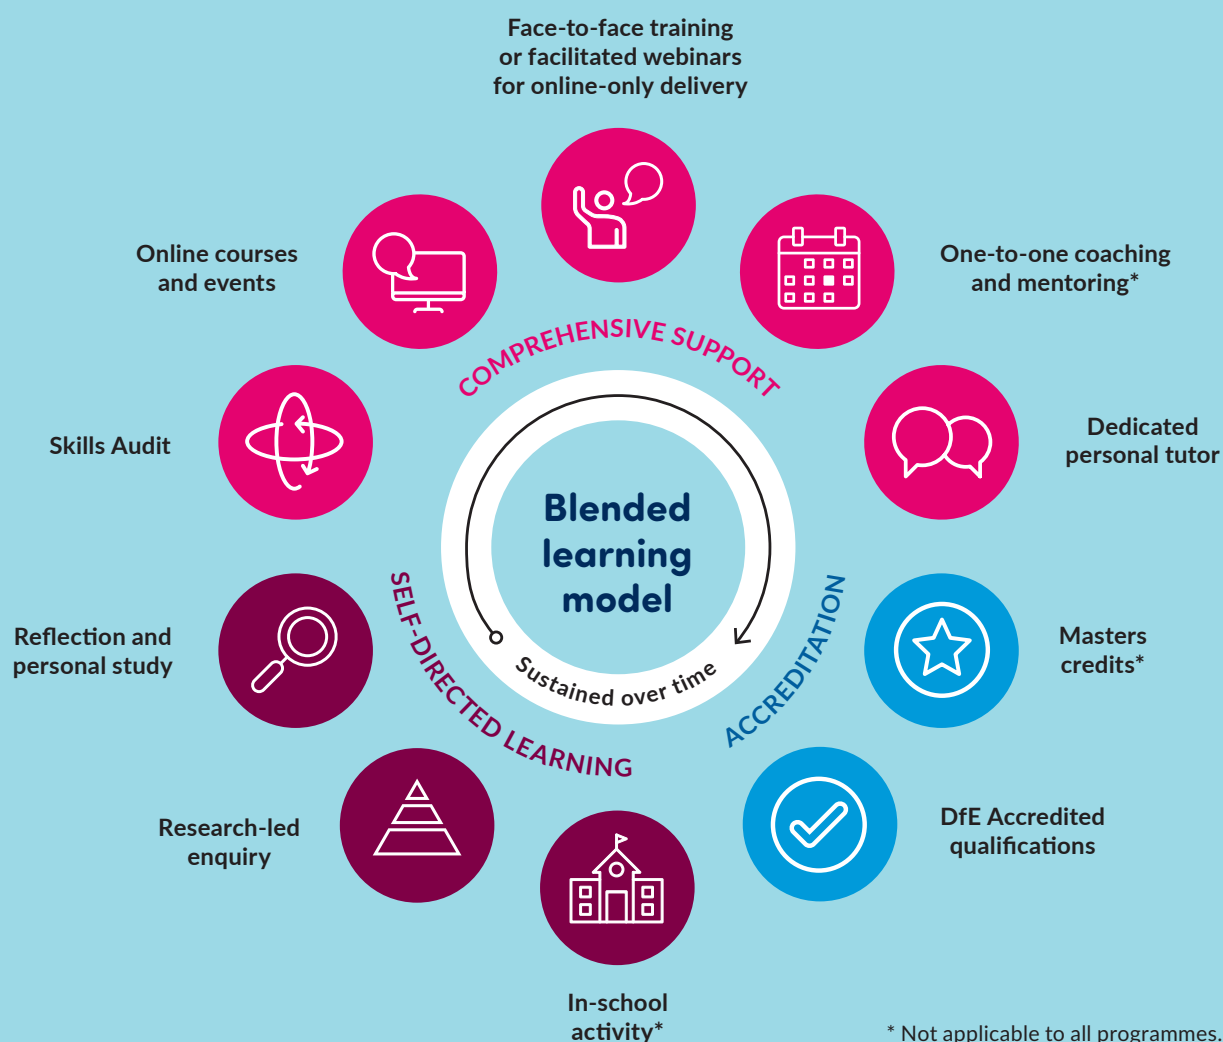 Face-to-face training
or facilitated webinars
for online-only delivery
Online courses
and events
One-to-one coaching
and mentoring*
COMPREHENSIVE SUPPORT
Skills Audit
Dedicated
personal tutor
Blended
learning
model
Sustained over time
SELF-DIRECTED LEARNING
ACCREDITATION
Reflection and
personal study
Masters
credits*
Research-led
enquiry
DfE Accredited
qualifications
In-school
activity*
* Not applicable to all programmes.